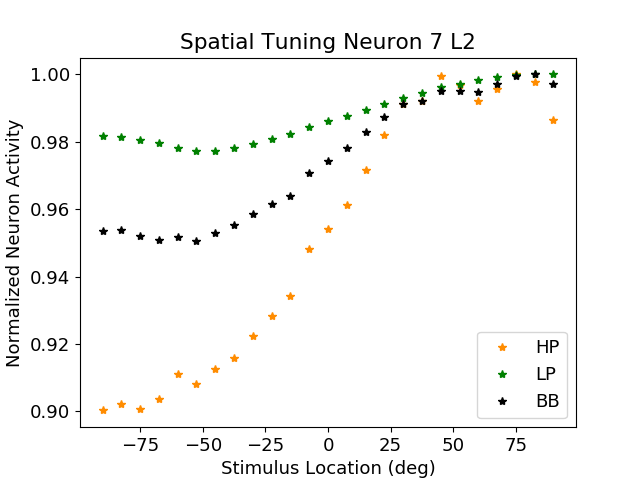 Spatial Tuning Neuron 7 L2
Normalized Neuron Activity
1.00
0.98
0.96
0.94
0.92
0.90
−75
−50
−25
0
25
50
75
Stimulus Location (deg)
HP
LP
BB